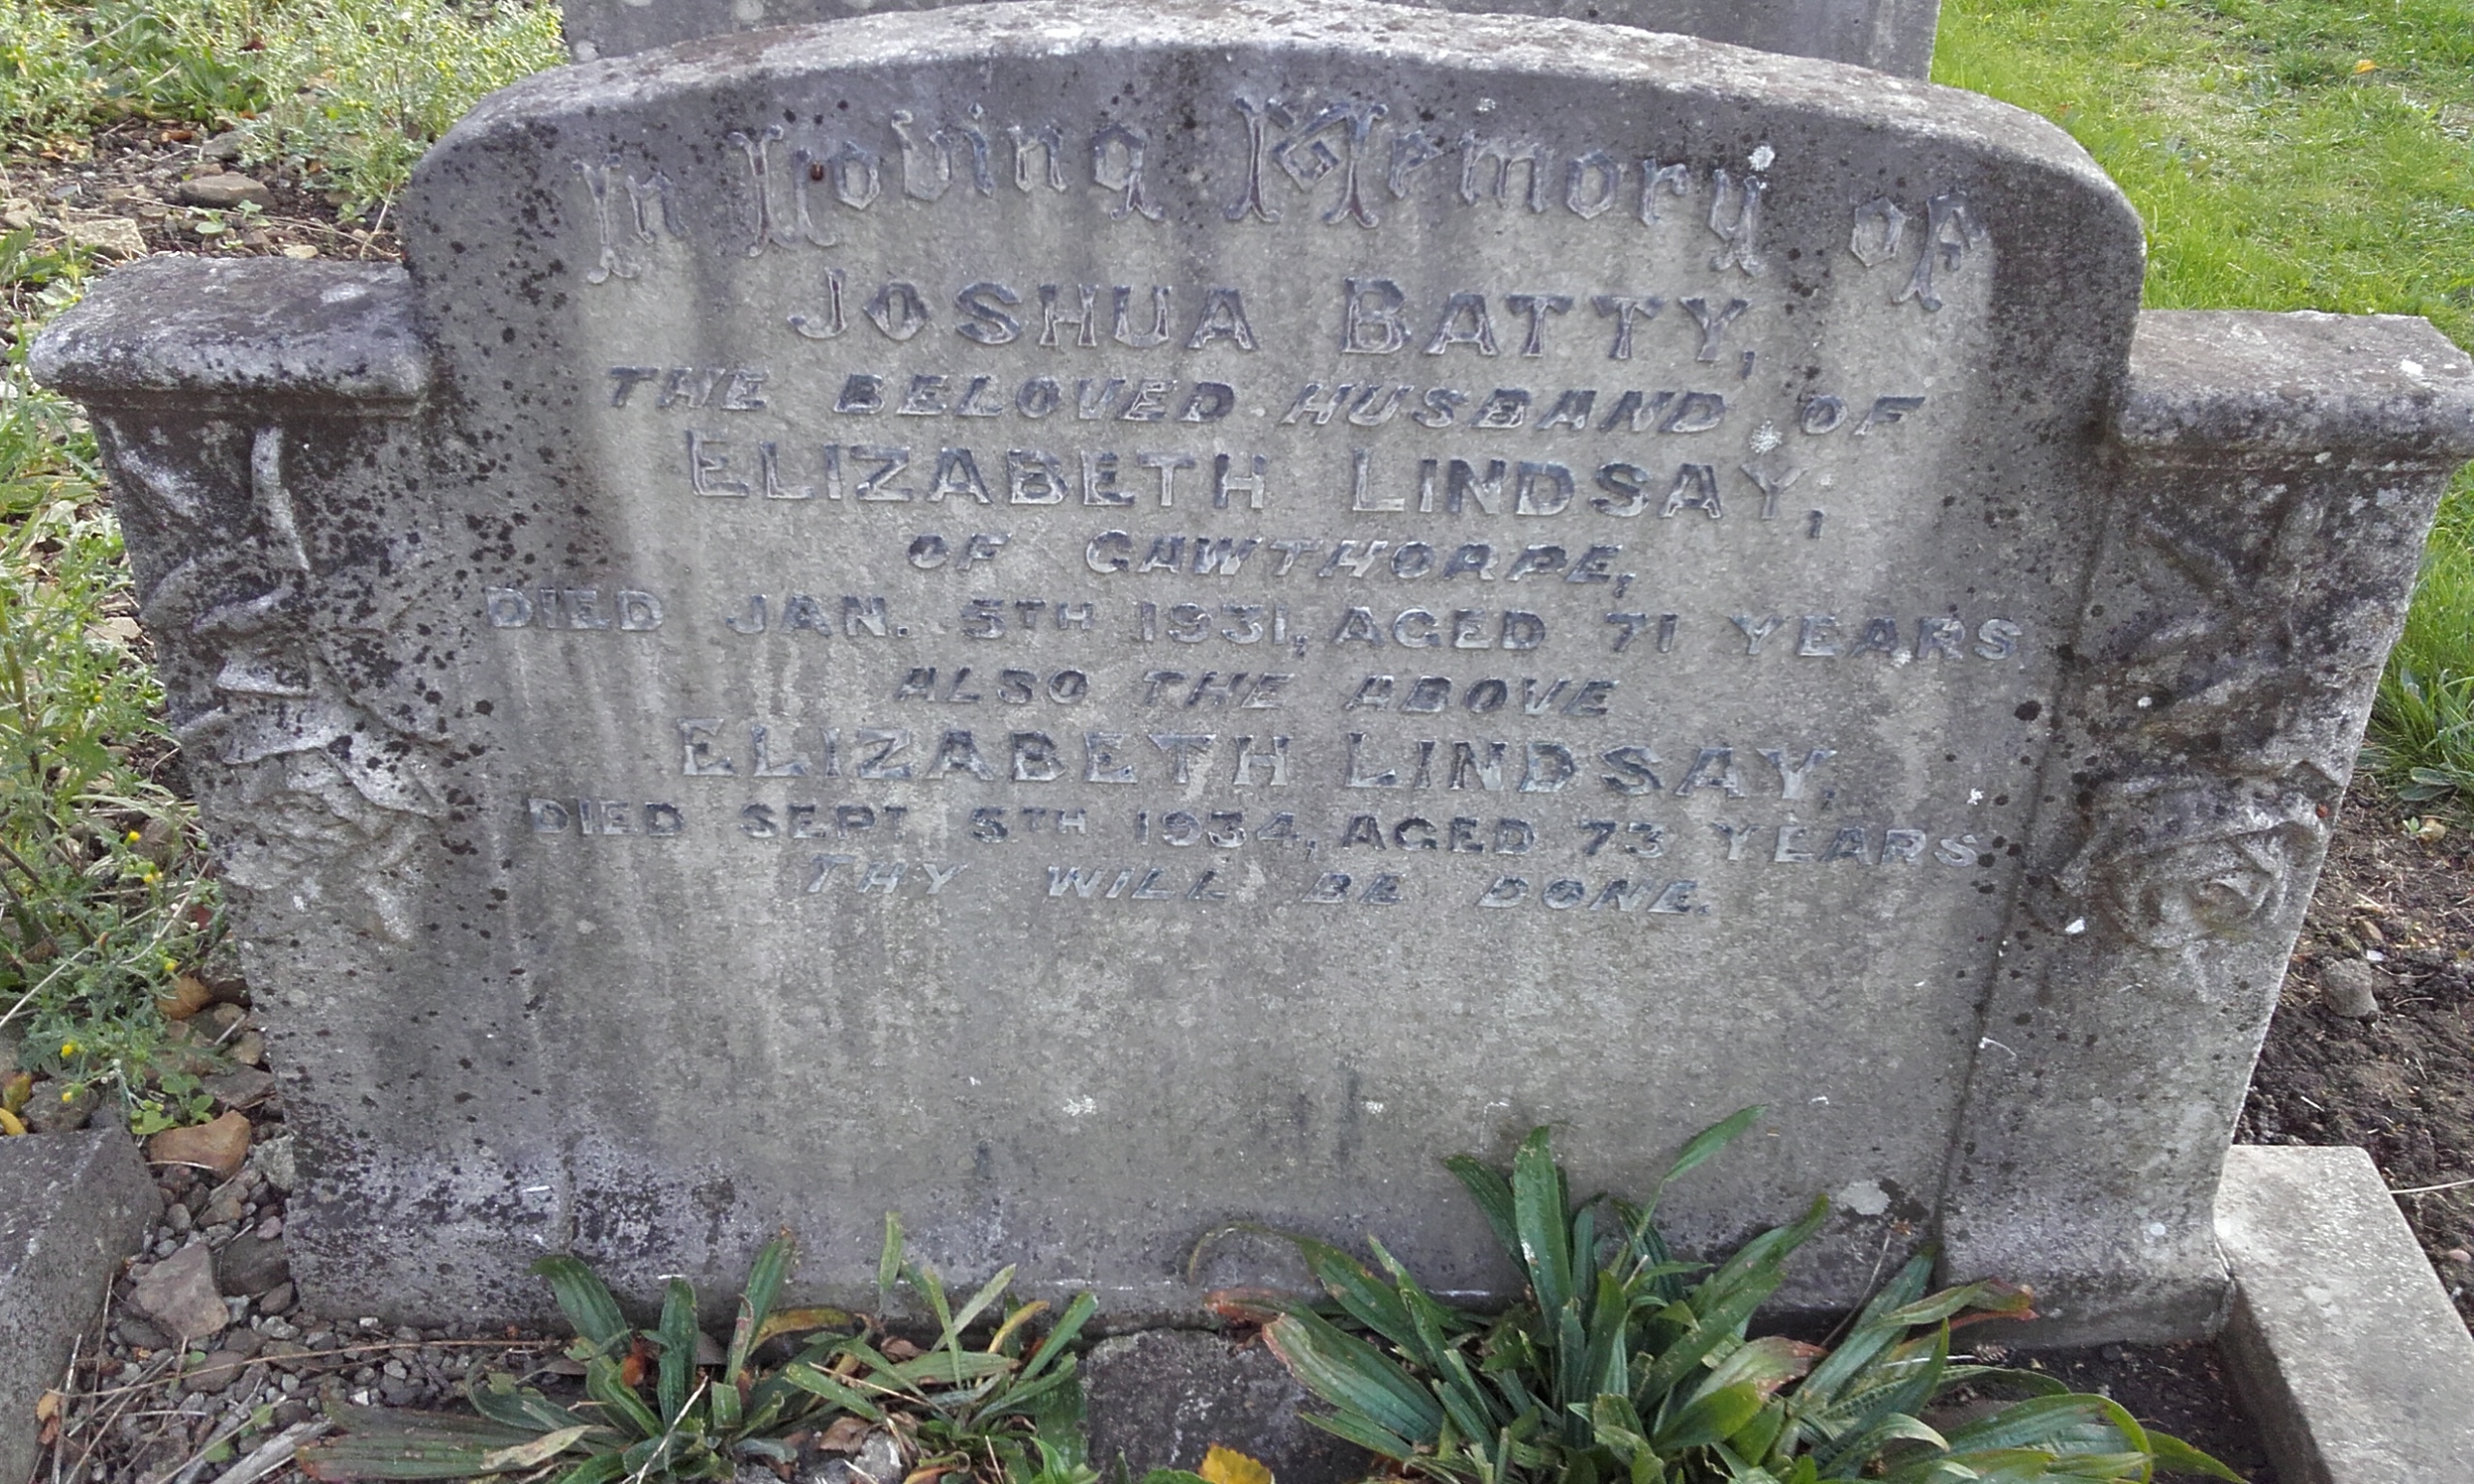 In Loving Memory of
JOSHUA BATTY,
THE BELOVED HUSBAND OF
ELIZABETH LINDSAY,
OF GAWTHORPE,
DIED JAN. 5TH 1931, AGED 71 YEARS
ALSO THE ABOVE
ELIZABETH LINDSAY,
DIED SEPT 5TH 1934, AGED 73 YEARS
THY WILL BE DONE.